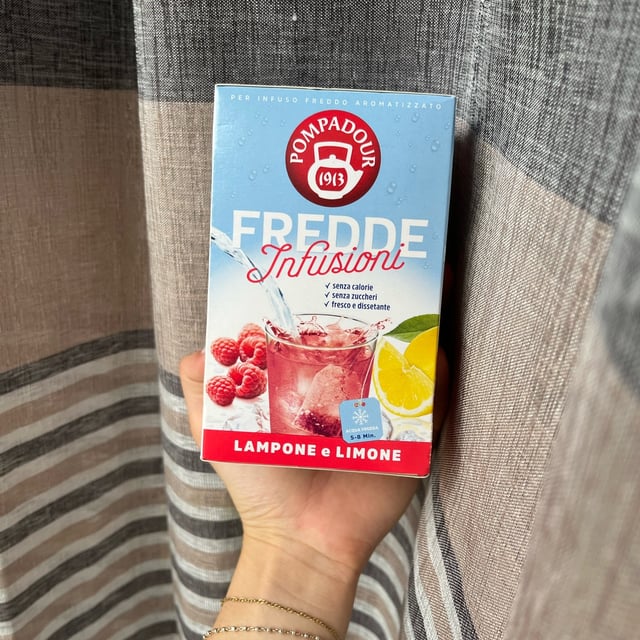 PER INFUSO FREDDO AROMATIZZATO
POMPADOUR
1913
FREDDE
Infusioni
✓ senza calorie
✓ senza zuccheri
✓ fresco e dissetante
ACQUA FREDDA
5-8 Min.
LAMPONE e LIMONE